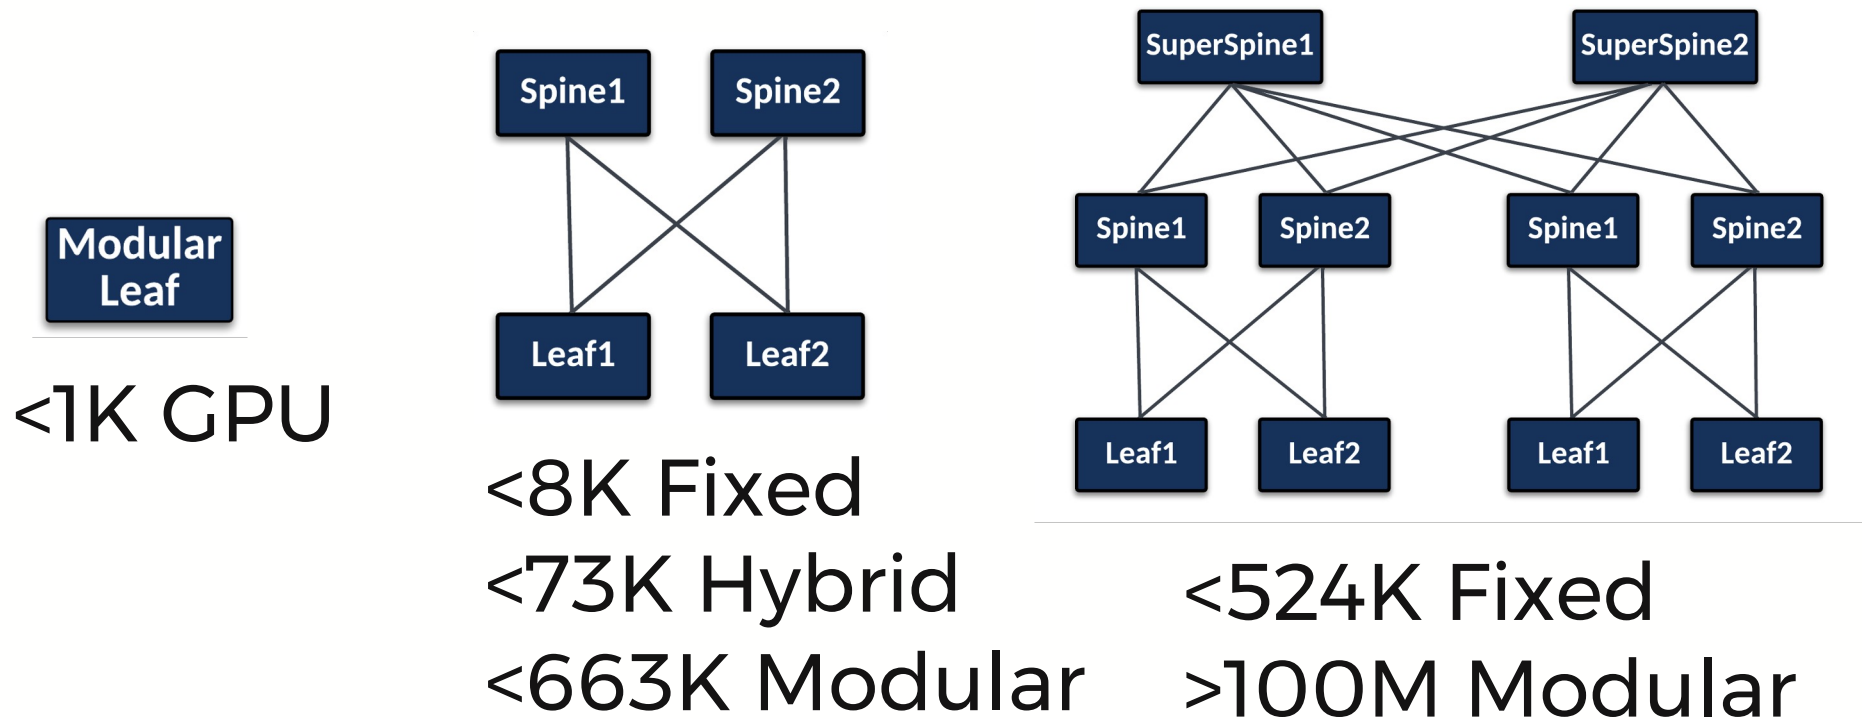 Modular
Leaf
<1K GPU
Spine1
Spine2
Leaf1
Leaf2
<8K Fixed
<73K Hybrid
<663K Modular
SuperSpine1
SuperSpine2
Spine1
Spine2
Spine1
Spine2
Leaf1
Leaf2
Leaf1
Leaf2
<524K Fixed
>100M Modular